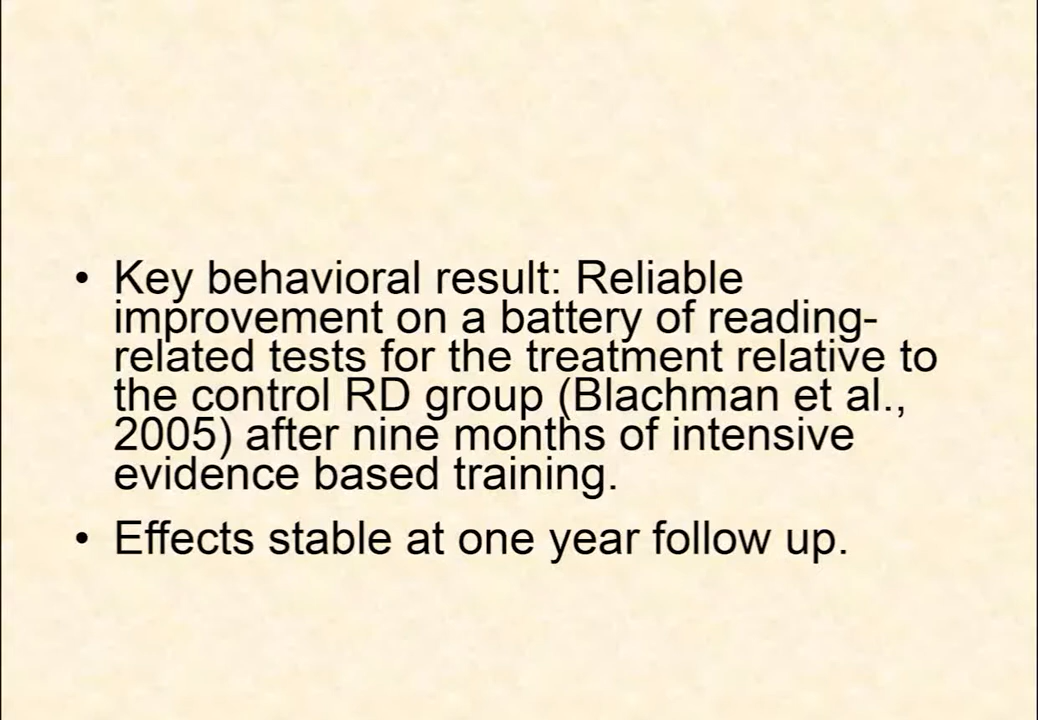 • Key behavioral result: Reliable
improvement on a battery of reading-
related tests for the treatment relative to
the control RD group (Blachman et al.,
2005) after nine months of intensive
evidence based training.
• Effects stable at one year follow up.